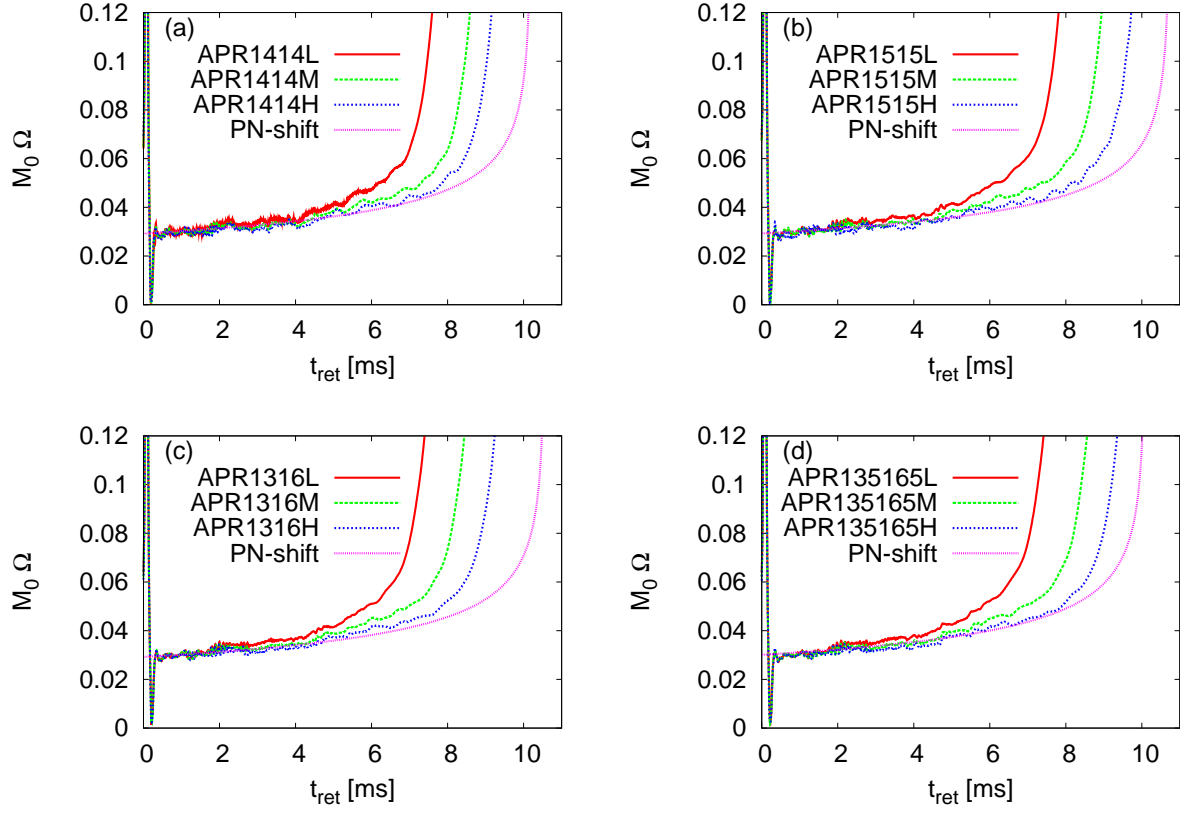 (a)
APR1414L
APR1414M
APR1414H
PN-shift
0.12
0.1
0.08
0.06
0.04
0.02
0
M0 Ω
0 2 4 6 8 10
tret [ms]
(b)
APR1515L
APR1515M
APR1515H
PN-shift
0.12
0.1
0.08
0.06
0.04
0.02
0
M0 Ω
0 2 4 6 8 10
tret [ms]
(c)
APR1316L
APR1316M
APR1316H
PN-shift
0.12
0.1
0.08
0.06
0.04
0.02
0
M0 Ω
0 2 4 6 8 10
tret [ms]
(d)
APR135165L
APR135165M
APR135165H
PN-shift
0.12
0.1
0.08
0.06
0.04
0.02
0
M0 Ω
0 2 4 6 8 10
tret [ms]